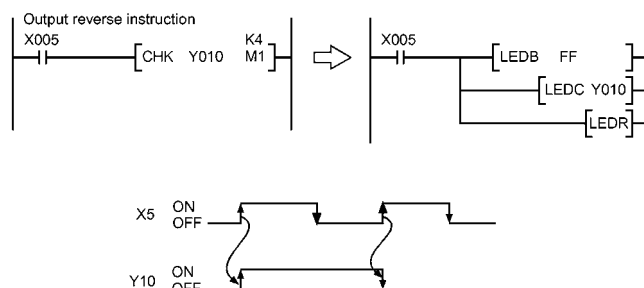 Output reverse instruction
X005
CHK Y010 K4 M1
X005
LEDB FF
LEDC Y010
LEDR
X5 ON
OFF
Y10 ON
OFF